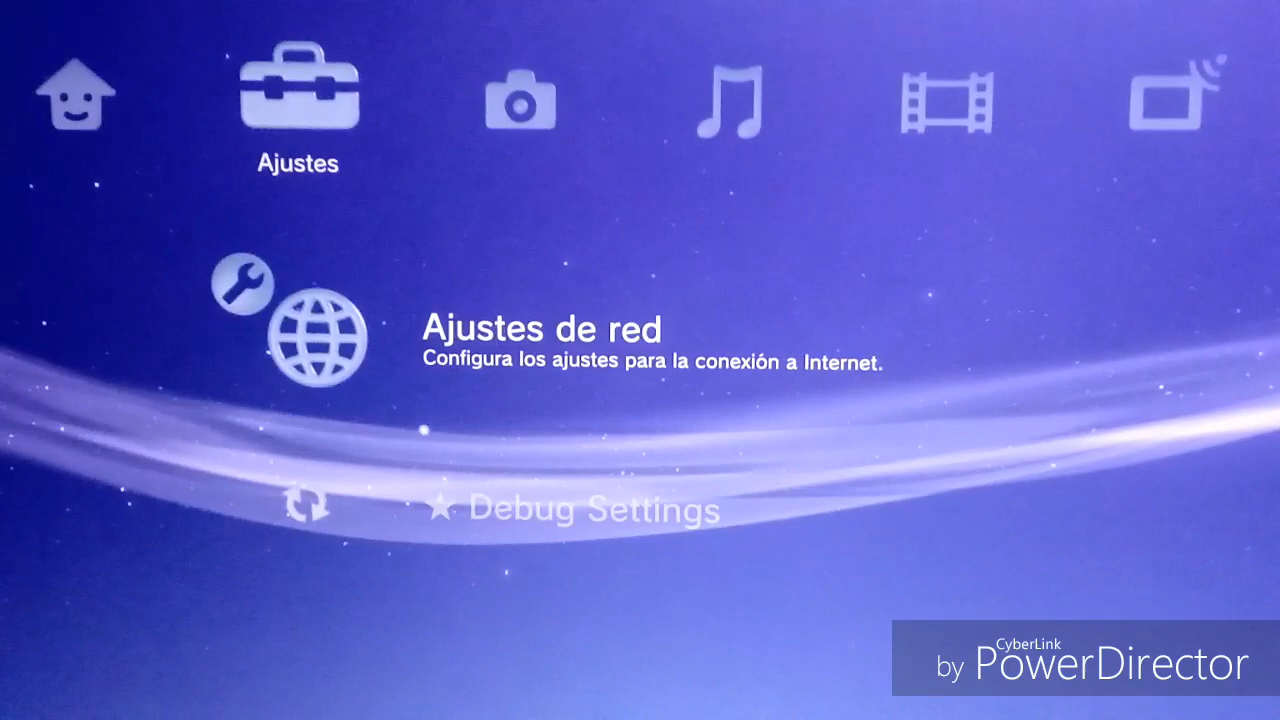 Ajustes
Ajustes de red
Configura los ajustes para la conexión a Internet.
★ Debug Settings
CyberLink
by PowerDirector